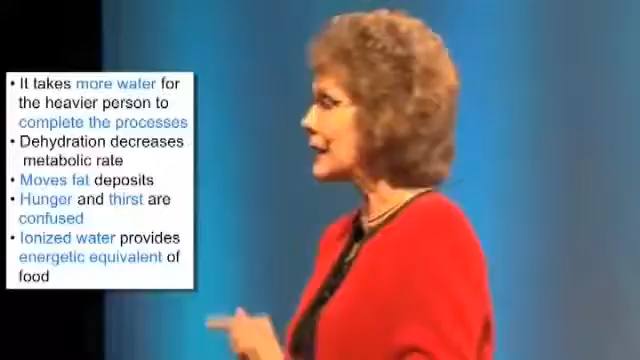 • It takes more water for
the heavier person to
complete the processes
• Dehydration decreases
metabolic rate
• Moves fat deposits
• Hunger and thirst are
confused
• Ionized water provides
energetic equivalent of
food